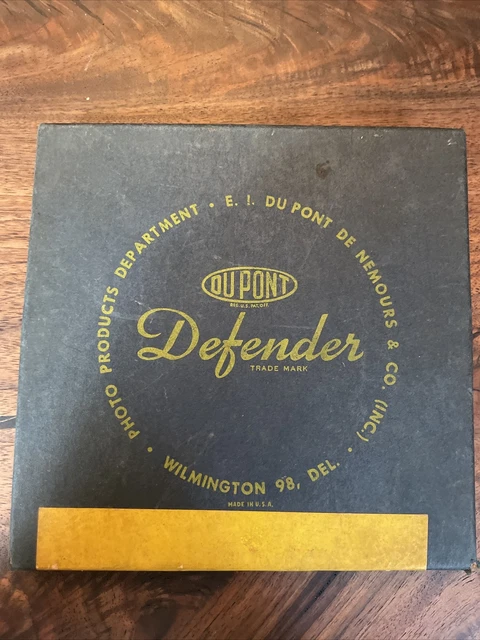 PHOTO PRODUCTS DEPARTMENT • E. I. DU PONT DE NEMOURS & CO. (INC.) •
DU PONT
REG. U.S. PAT. OFF.
Defender
TRADE MARK
WILMINGTON 98, DEL. •
MADE IN U.S.A.